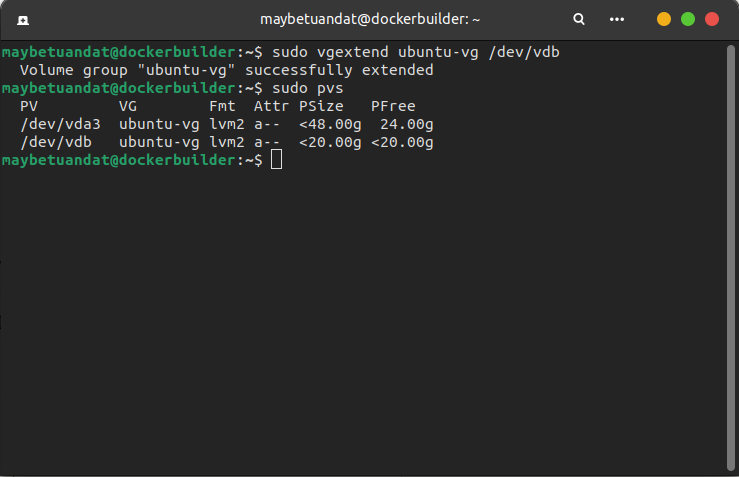 maybetuandat@dockerbuilder: ~
maybetuandat@dockerbuilder:~$ sudo vgextend ubuntu-vg /dev/vdb
  Volume group "ubuntu-vg" successfully extended
maybetuandat@dockerbuilder:~$ sudo pvs
  PV         VG        Fmt  Attr PSize   PFree
  /dev/vda3  ubuntu-vg lvm2 a--  <48.00g  24.00g
  /dev/vdb   ubuntu-vg lvm2 a--  <20.00g <20.00g
maybetuandat@dockerbuilder:~$